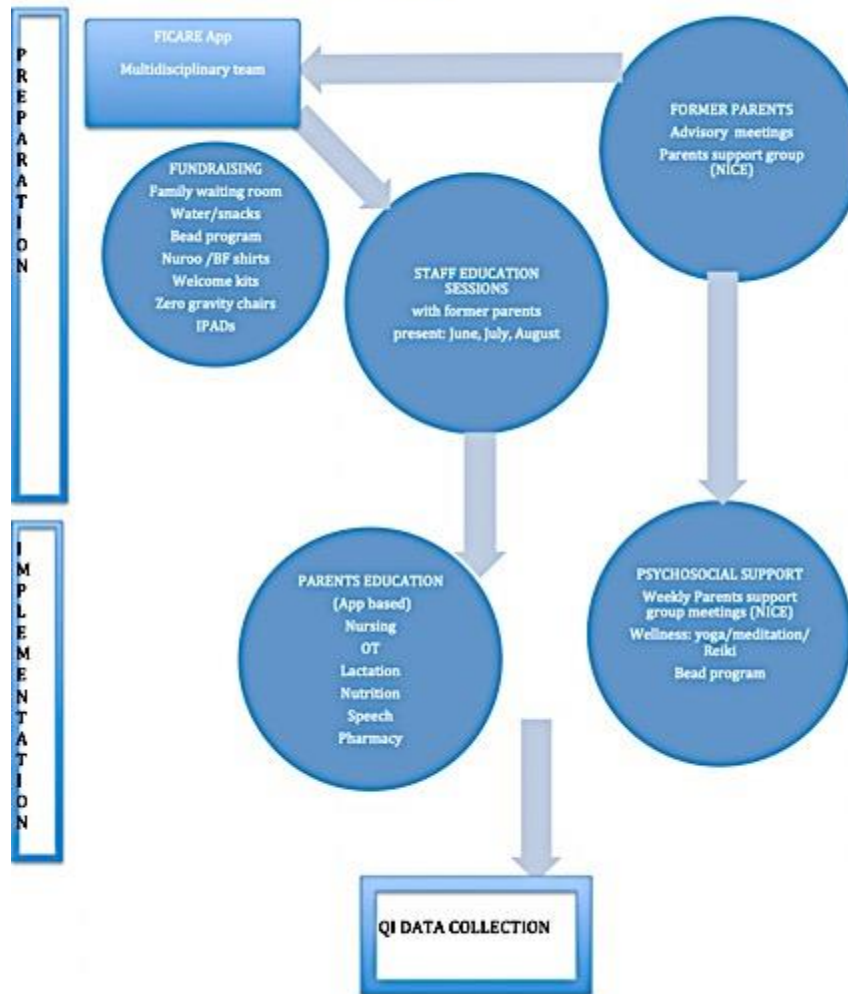 PREPARATION
FICARE App
Multidisciplinary team
FORMER PARENTS
Advisory meetings
Parents support group
(NICE)
FUNDRAISING
Family waiting room
Water/snacks
Bead program
Nuroo /BF shirts
Welcome kits
Zero gravity chairs
IPADs
STAFF EDUCATION
SESSIONS
with former parents
present: June, July, August
IMPLEMENTATION
PARENTS EDUCATION
(App based)
Nursing
OT
Lactation
Nutrition
Speech
Pharmacy
PSYCHOSOCIAL SUPPORT
Weekly Parents support
group meetings (NICE)
Wellness: yoga/meditation/
Reiki
Bead program
QI DATA COLLECTION